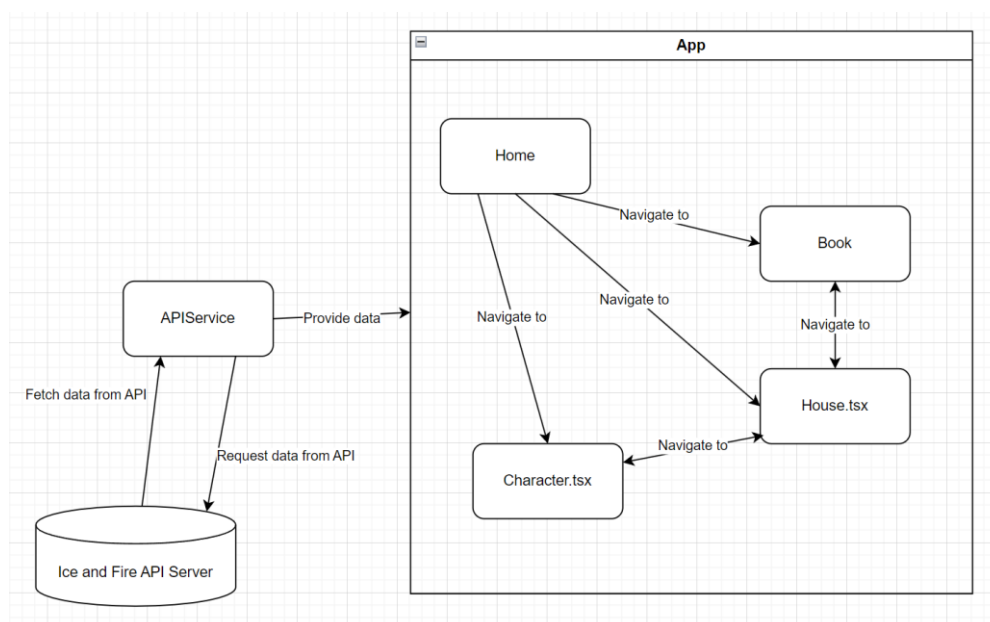 App
Home
Navigate to
Book
Navigate to
Navigate to
APIService
Provide data
Navigate to
Fetch data from API
House.tsx
Navigate to
Request data from API
Character.tsx
Ice and Fire API Server